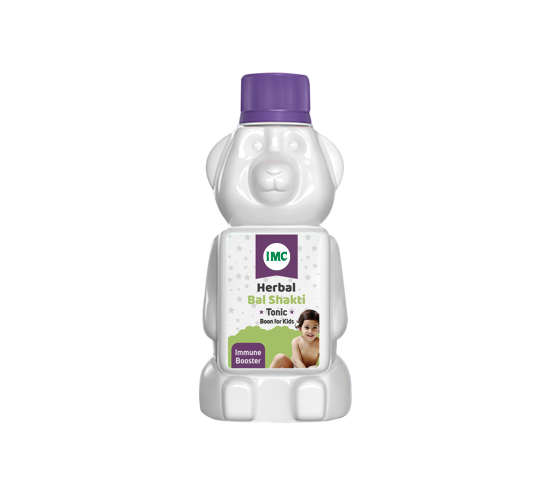 IMC
Herbal
Bal Shakti
★ Tonic ★
Boon for Kids
Immune
Booster